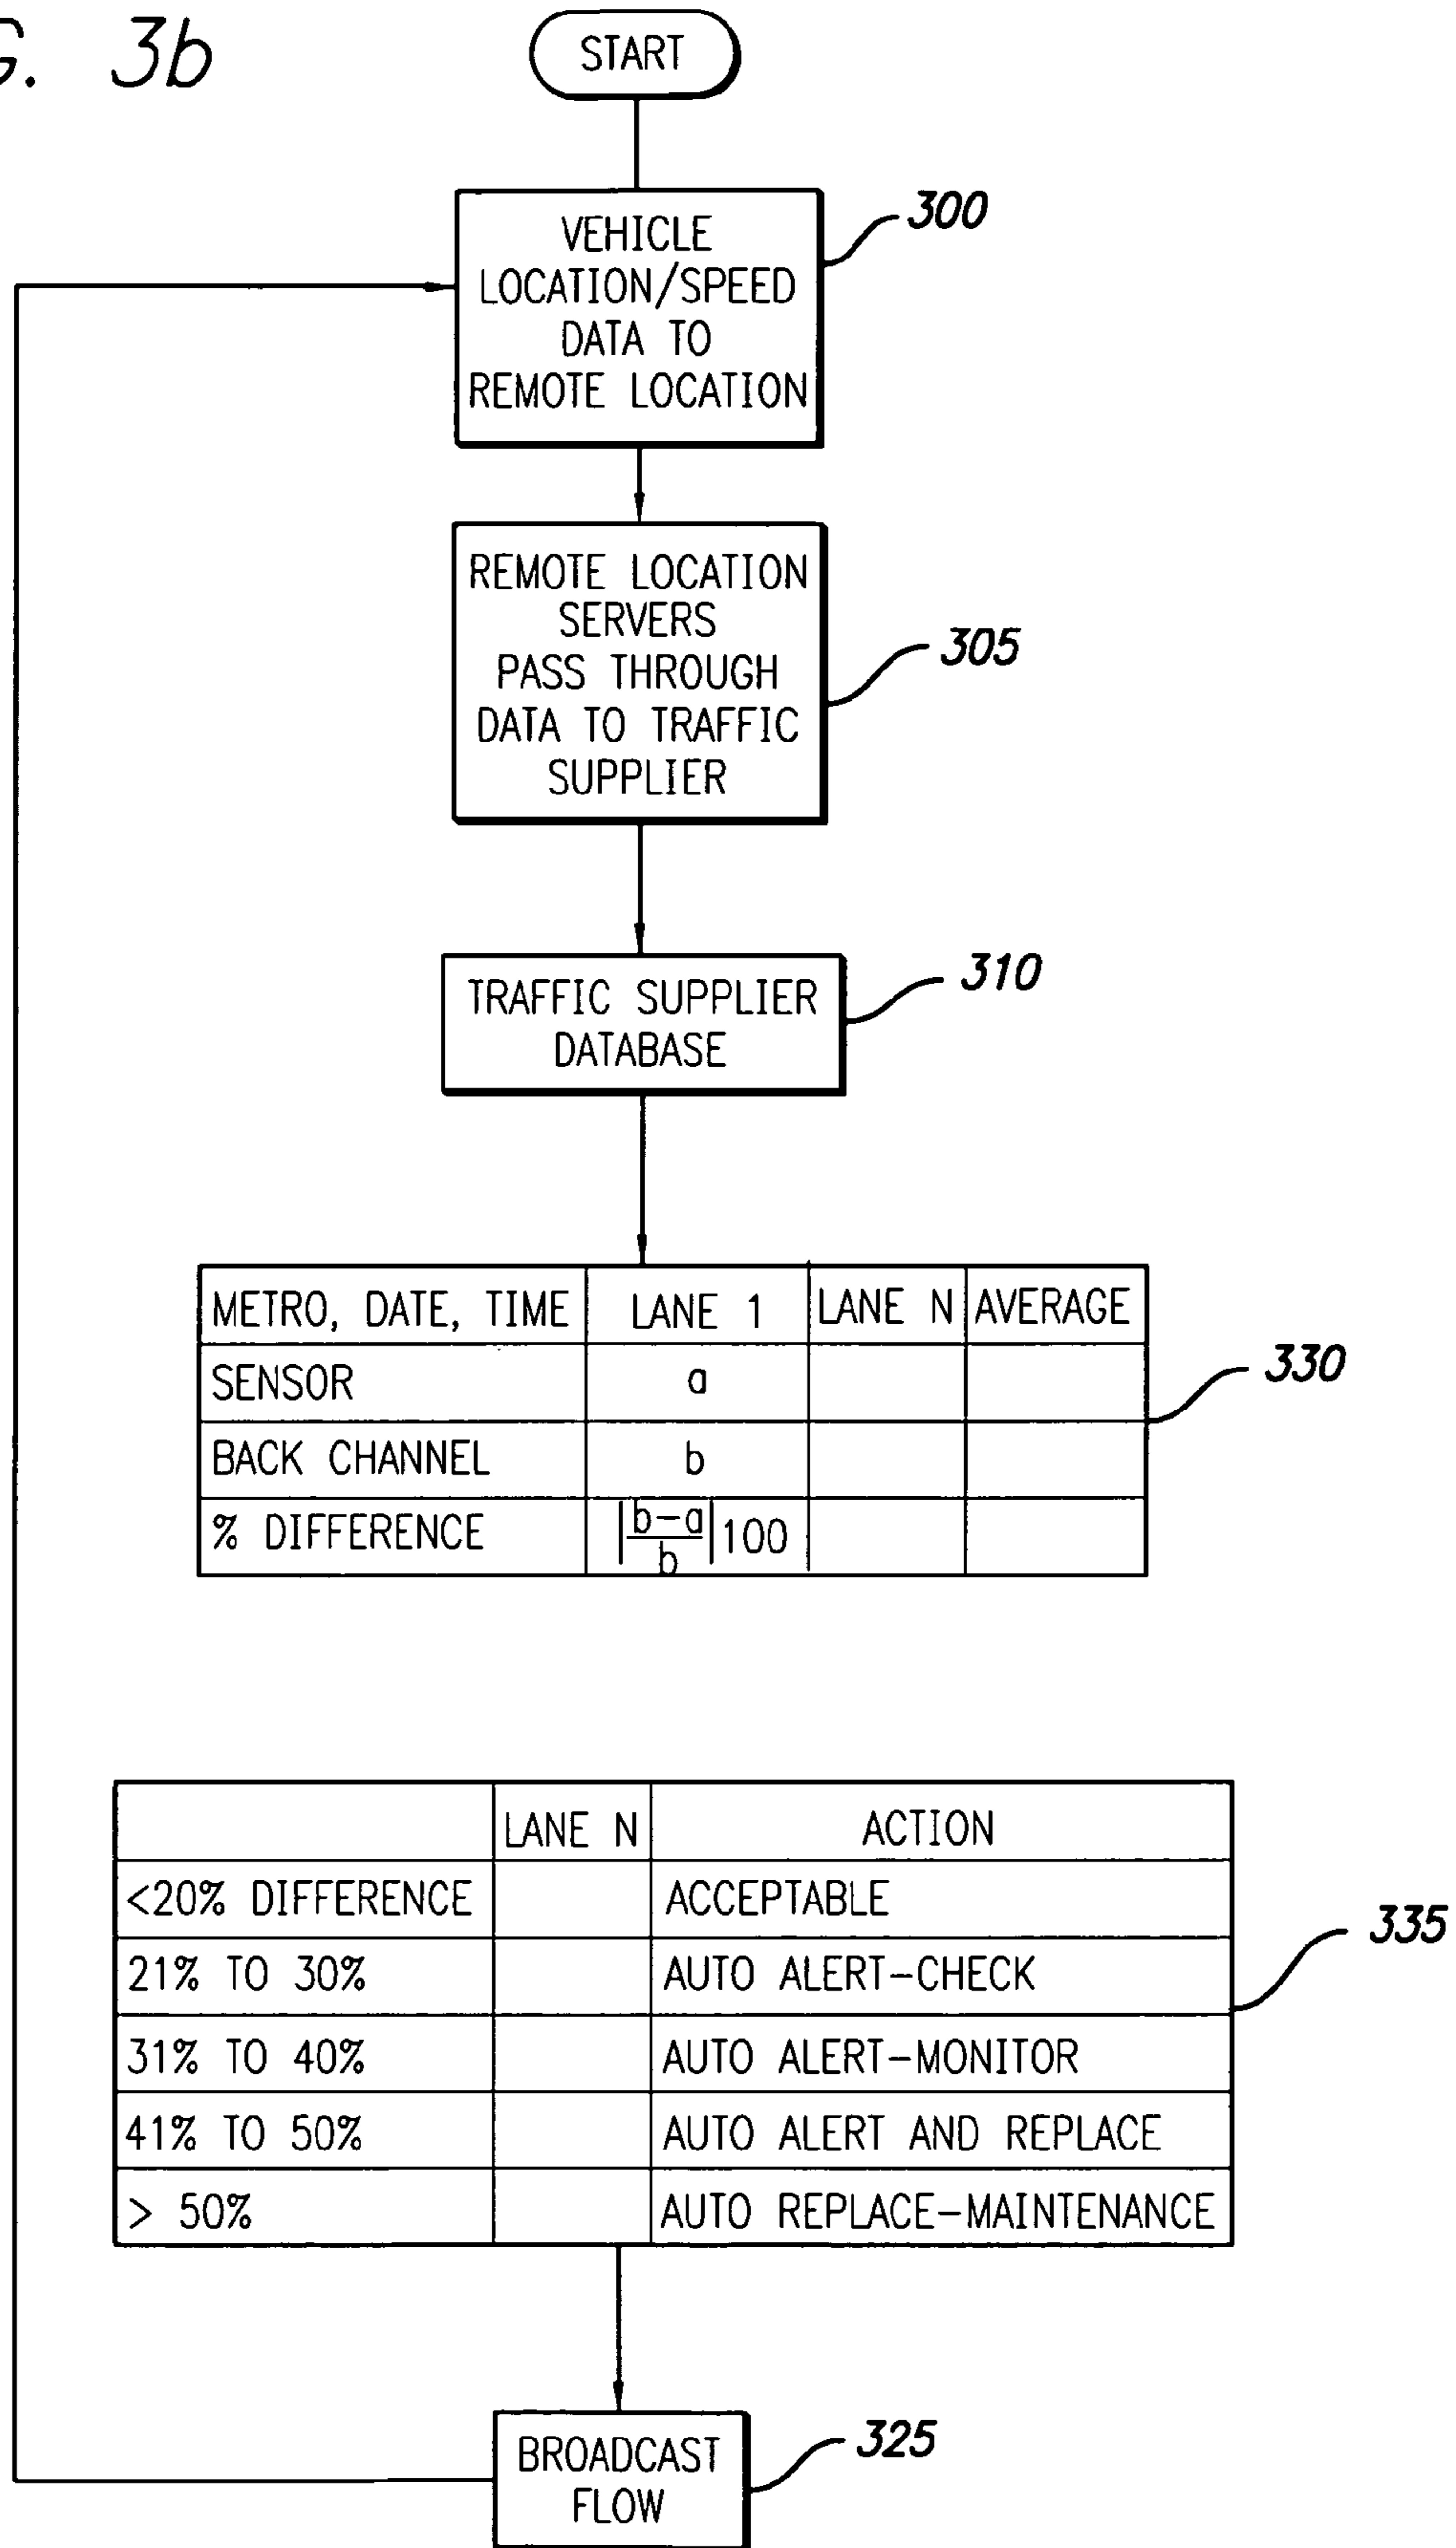 G. 3b
START
VEHICLE
LOCATION/SPEED
DATA TO
REMOTE LOCATION
300
REMOTE LOCATION
SERVERS
PASS THROUGH
DATA TO TRAFFIC
SUPPLIER
305
TRAFFIC SUPPLIER
DATABASE
310
METRO, DATE, TIME LANE 1 LANE N AVERAGE
SENSOR a
BACK CHANNEL b
% DIFFERENCE |b-a/b|100
330
LANE N ACTION
<20% DIFFERENCE ACCEPTABLE
21% TO 30% AUTO ALERT-CHECK
31% TO 40% AUTO ALERT-MONITOR
41% TO 50% AUTO ALERT AND REPLACE
> 50% AUTO REPLACE-MAINTENANCE
335
BROADCAST
FLOW
325